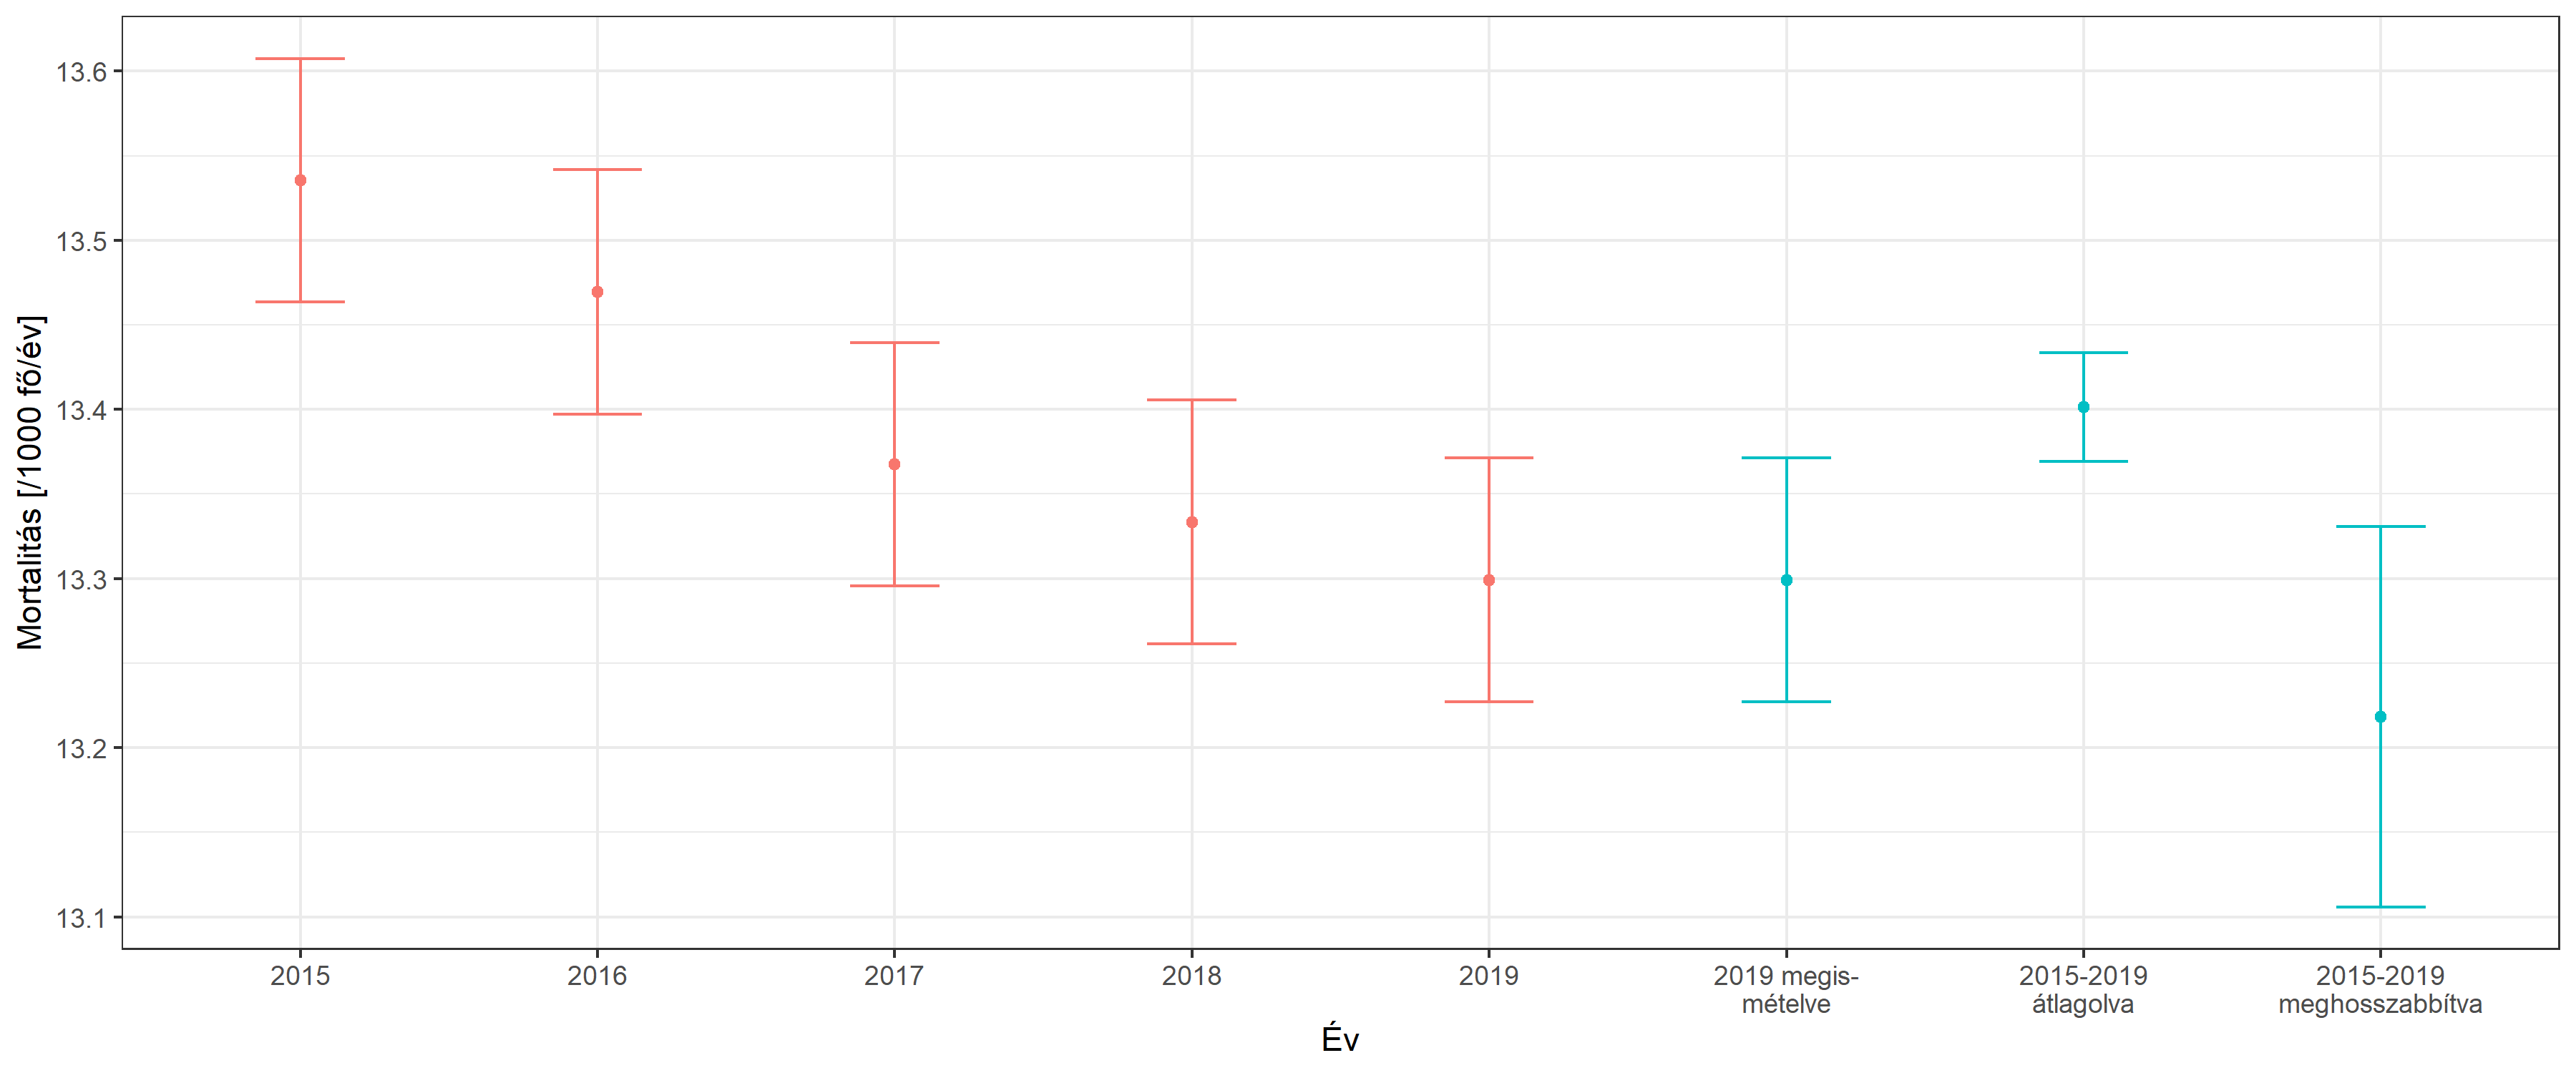 Mortalitás [/1000 fő/év]
13.6
13.5
13.4
13.3
13.2
13.1
2015
2016
2017
2018
2019
2019 megis-
mételve
2015-2019
átlagolva
2015-2019
meghosszabbítva
Év